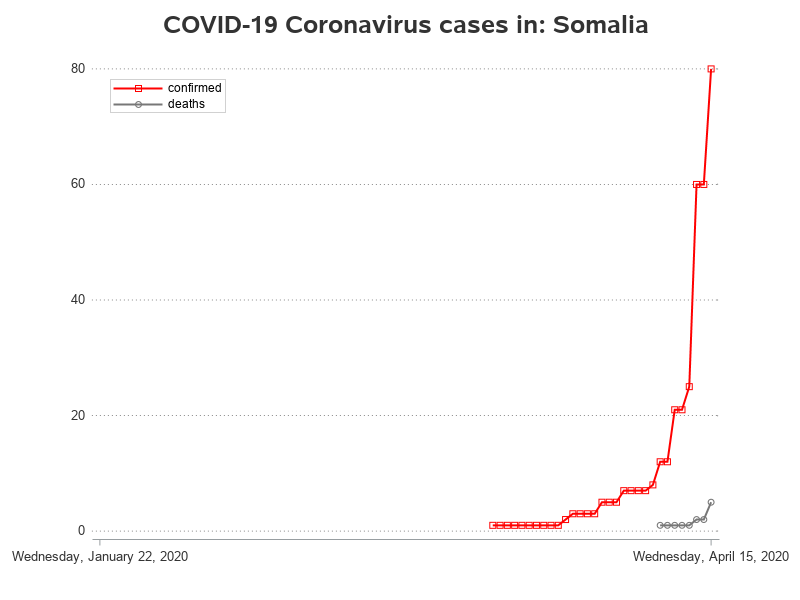 COVID-19 Coronavirus cases in: Somalia
80
confirmed
deaths
60
40
20
0
Wednesday, January 22, 2020
Wednesday, April 15, 2020